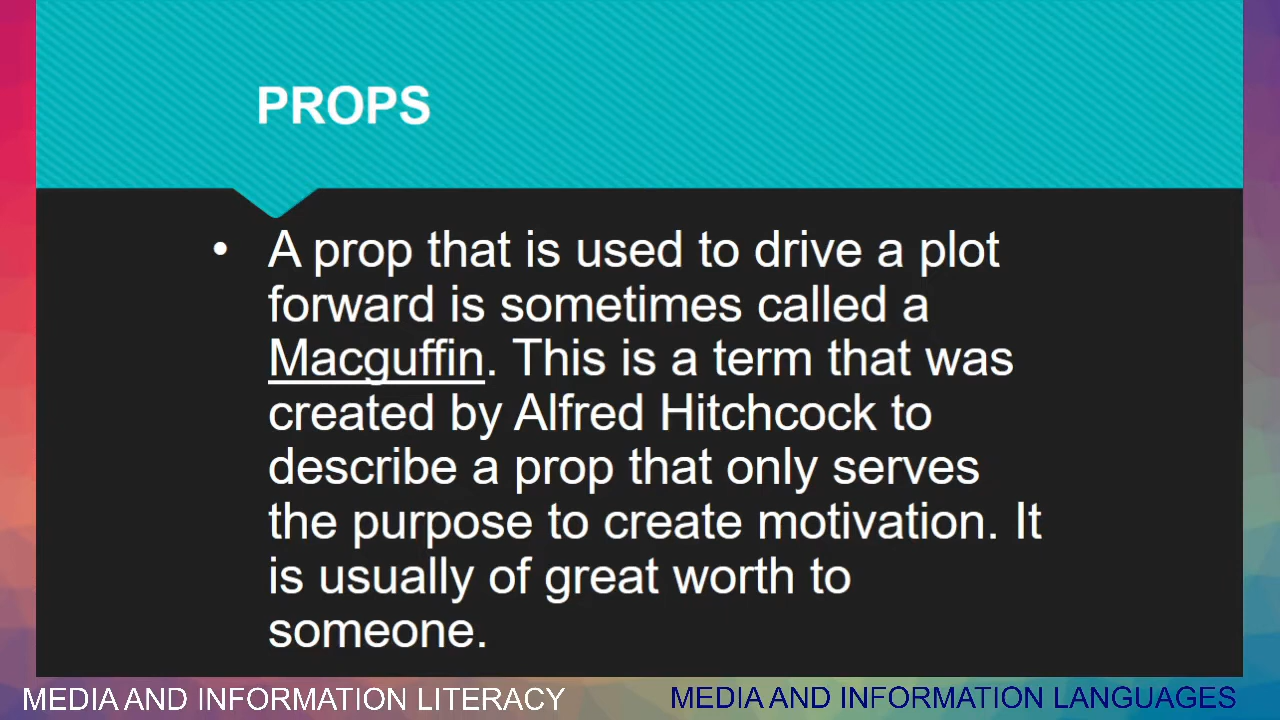 PROPS
• A prop that is used to drive a plot
forward is sometimes called a
Macguffin. This is a term that was
created by Alfred Hitchcock to
describe a prop that only serves
the purpose to create motivation. It
is usually of great worth to
someone.
MEDIA AND INFORMATION LITERACY
MEDIA AND INFORMATION LANGUAGES